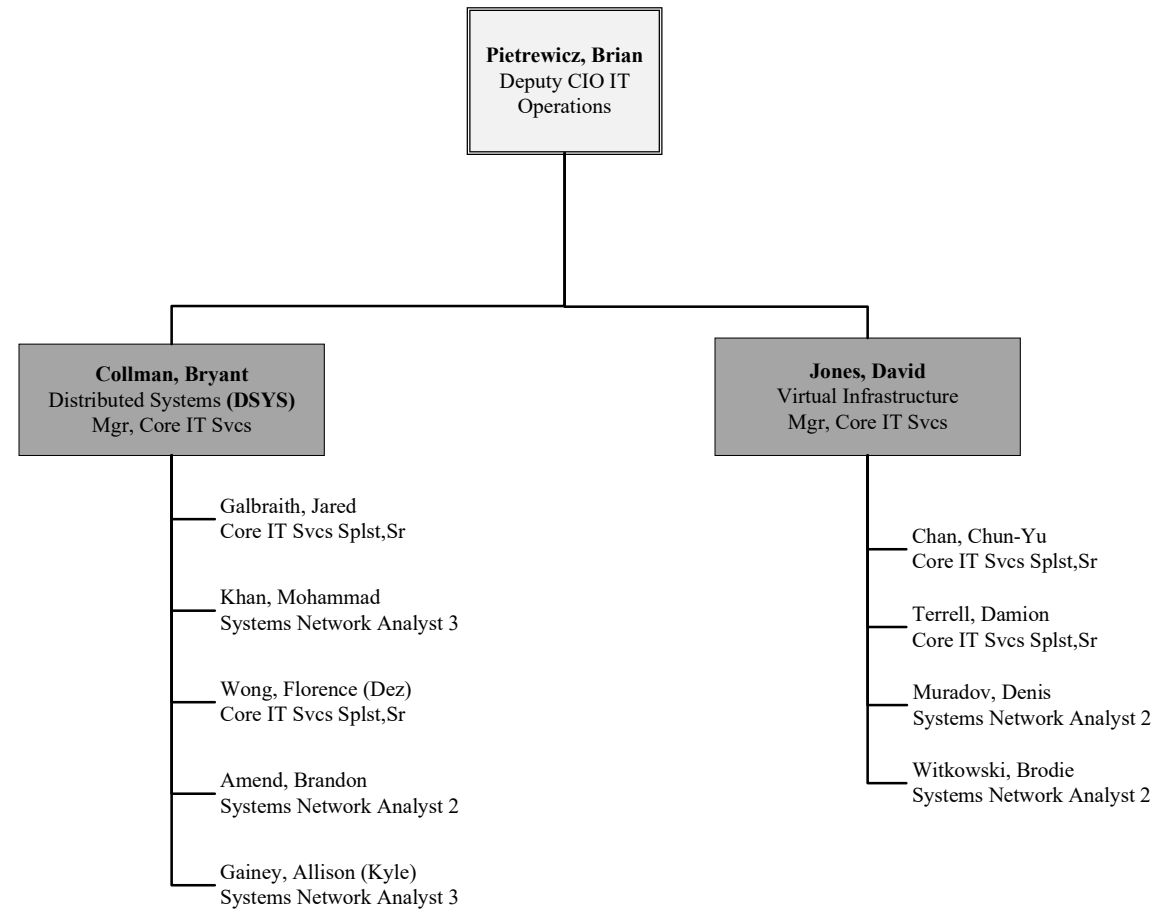 Pietrewicz, Brian
Deputy CIO IT
Operations
Collman, Bryant
Distributed Systems (DSYS)
Mgr, Core IT Svcs
Galbraith, Jared
Core IT Svcs Splst,Sr
Khan, Mohammad
Systems Network Analyst 3
Wong, Florence (Dez)
Core IT Svcs Splst,Sr
Amend, Brandon
Systems Network Analyst 2
Gainey, Allison (Kyle)
Systems Network Analyst 3
Jones, David
Virtual Infrastructure
Mgr, Core IT Svcs
Chan, Chun-Yu
Core IT Svcs Splst,Sr
Terrell, Damion
Core IT Svcs Splst,Sr
Muradov, Denis
Systems Network Analyst 2
Witkowski, Brodie
Systems Network Analyst 2